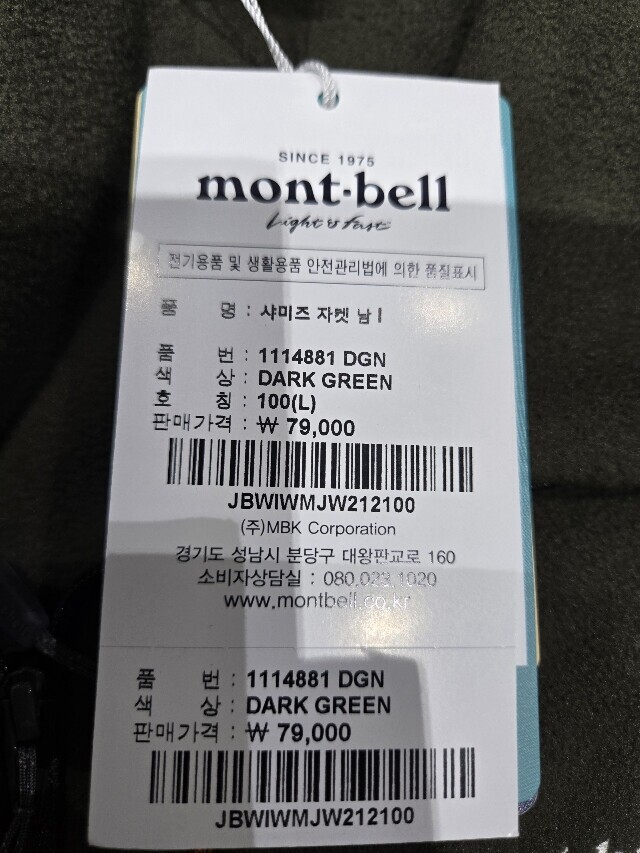 SINCE 1975
mont-bell
Light & Fast
전기용품 및 생활용품 안전관리법에 의한 품질표시
품 명 : 샤미즈 자켓 남 I
품 번 : 1114881 DGN
색 상 : DARK GREEN
호 칭 : 100(L)
판매가격 : ₩ 79,000
JBWIWMJW212100
(주)MBK Corporation
경기도 성남시 분당구 대왕판교로 160
소비자상담실 : 080.023.1020
www.montbell.co.kr
품 번 : 1114881 DGN
색 상 : DARK GREEN
판매가격 : ₩ 79,000
JBWIWMJW212100